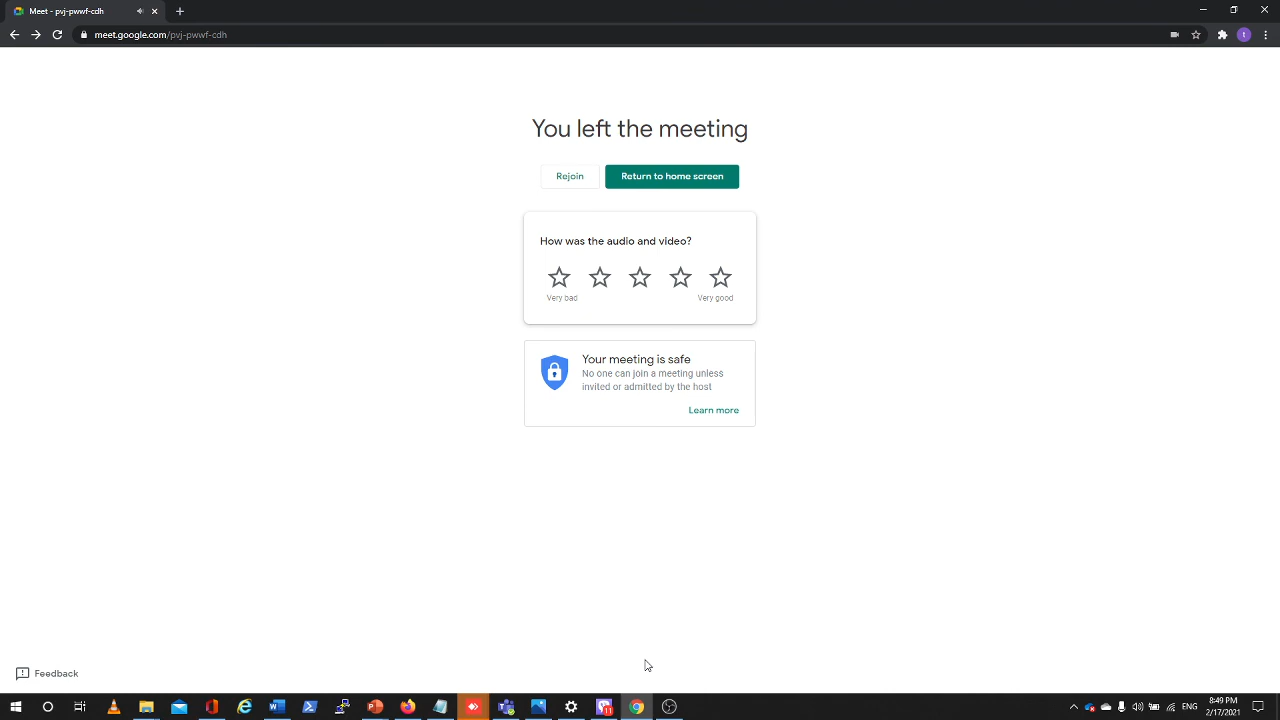 Meet - pvj-pwwf-cdh
meet.google.com/pvj-pwwf-cdh
t
You left the meeting
Rejoin
Return to home screen
How was the audio and video?
Very bad
Very good
Your meeting is safe
No one can join a meeting unless
invited or admitted by the host
Learn more
Feedback
11
ENG
8:49 PM
2/17/2021